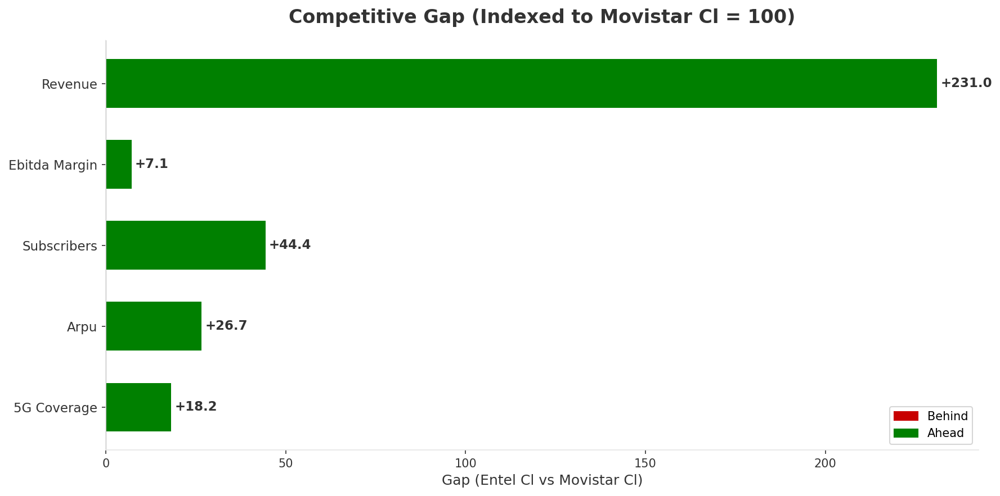 Competitive Gap (Indexed to Movistar Cl = 100)
Revenue
+231.0
Ebitda Margin
+7.1
Subscribers
+44.4
Arpu
+26.7
5G Coverage
+18.2
Behind
Ahead
0
50
100
150
200
Gap (Entel Cl vs Movistar Cl)